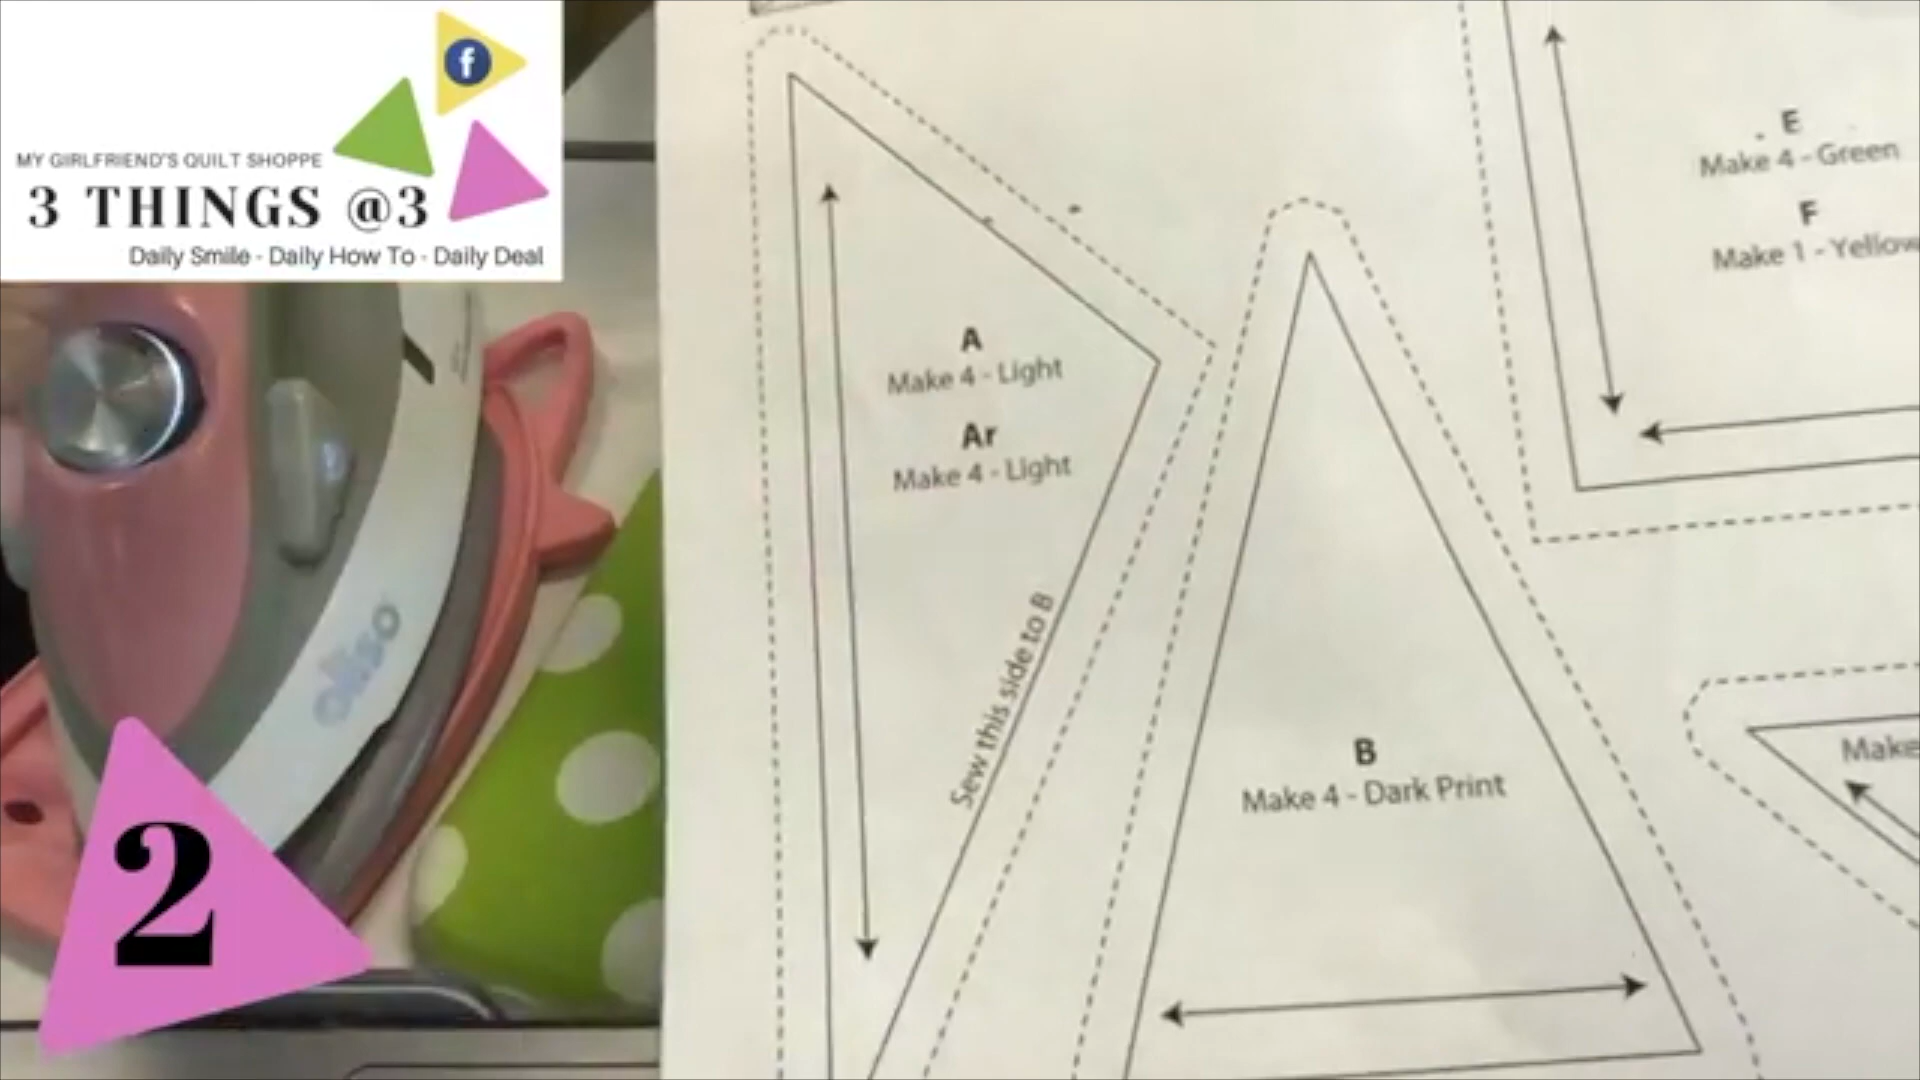 f
MY GIRLFRIEND'S QUILT SHOPPE
3 THINGS @3
Daily Smile - Daily How To - Daily Deal
oliso
2
A
Make 4 - Light
Ar
Make 4 - Light
Sew this side to B
B
Make 4 - Dark Print
E
Make 4 - Green
F
Make 1 - Yellow
Make